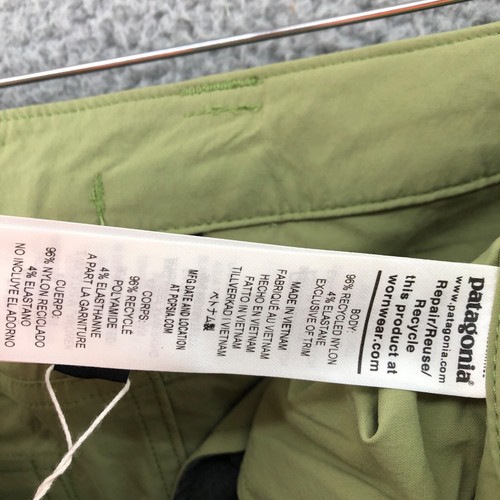 patagonia®
www.patagonia.com
Repair/Reuse/
Recycle
this product at
wornwear.com
BODY:
96% RECYCLED NYLON
4% ELASTANE
EXCLUSIVE OF TRIM
MADE IN VIETNAM
FABRIQUÉ AU VIETNAM
HECHO EN VIETNAM
FATTO IN VIETNAM
TILLVERKAD I VIETNAM
ベトナム製
MFG DATE AND LOCATION
AT POPSIA.COM
CORPS:
96% RECYCLÉ
POLYAMIDE
4% ÉLASTHANNE
À PART LA GARNITURE
CUERPO:
96% NYLON RECICLADO
4% ELASTANO
NO INCLUYE EL ADORNO